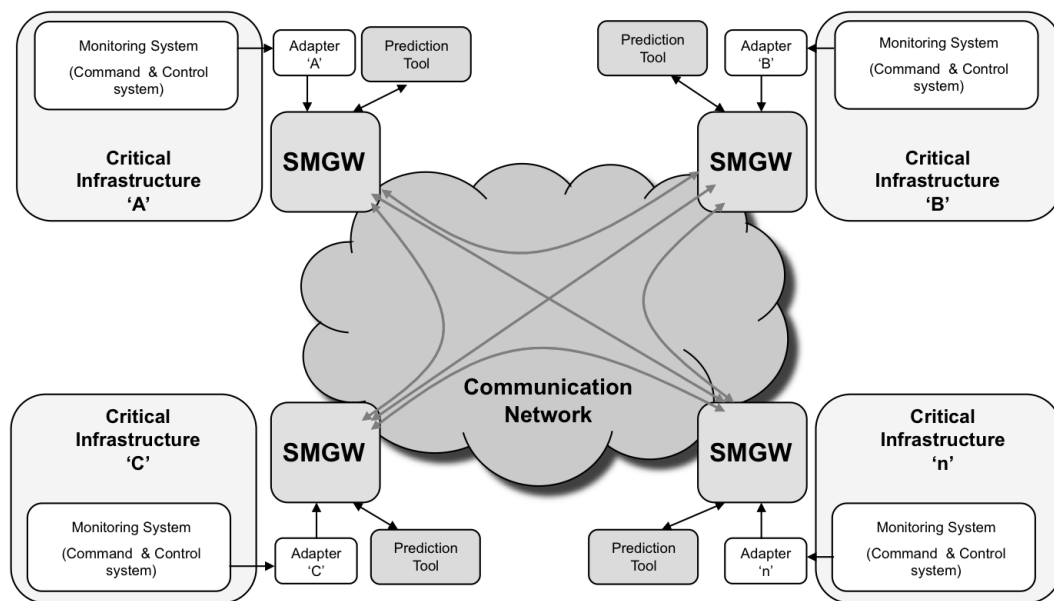 Monitoring System
(Command & Control
system)
Adapter
‘A’
Prediction
Tool
SMGW
Critical
Infrastructure
‘A’
Prediction
Tool
Adapter
‘B’
Monitoring System
(Command & Control
system)
SMGW
Critical
Infrastructure
‘B’
Communication
Network
Critical
Infrastructure
‘C’
SMGW
Monitoring System
(Command & Control
system)
Adapter
‘C’
Prediction
Tool
SMGW
Critical
Infrastructure
‘n’
Prediction
Tool
Adapter
‘n’
Monitoring System
(Command & Control
system)